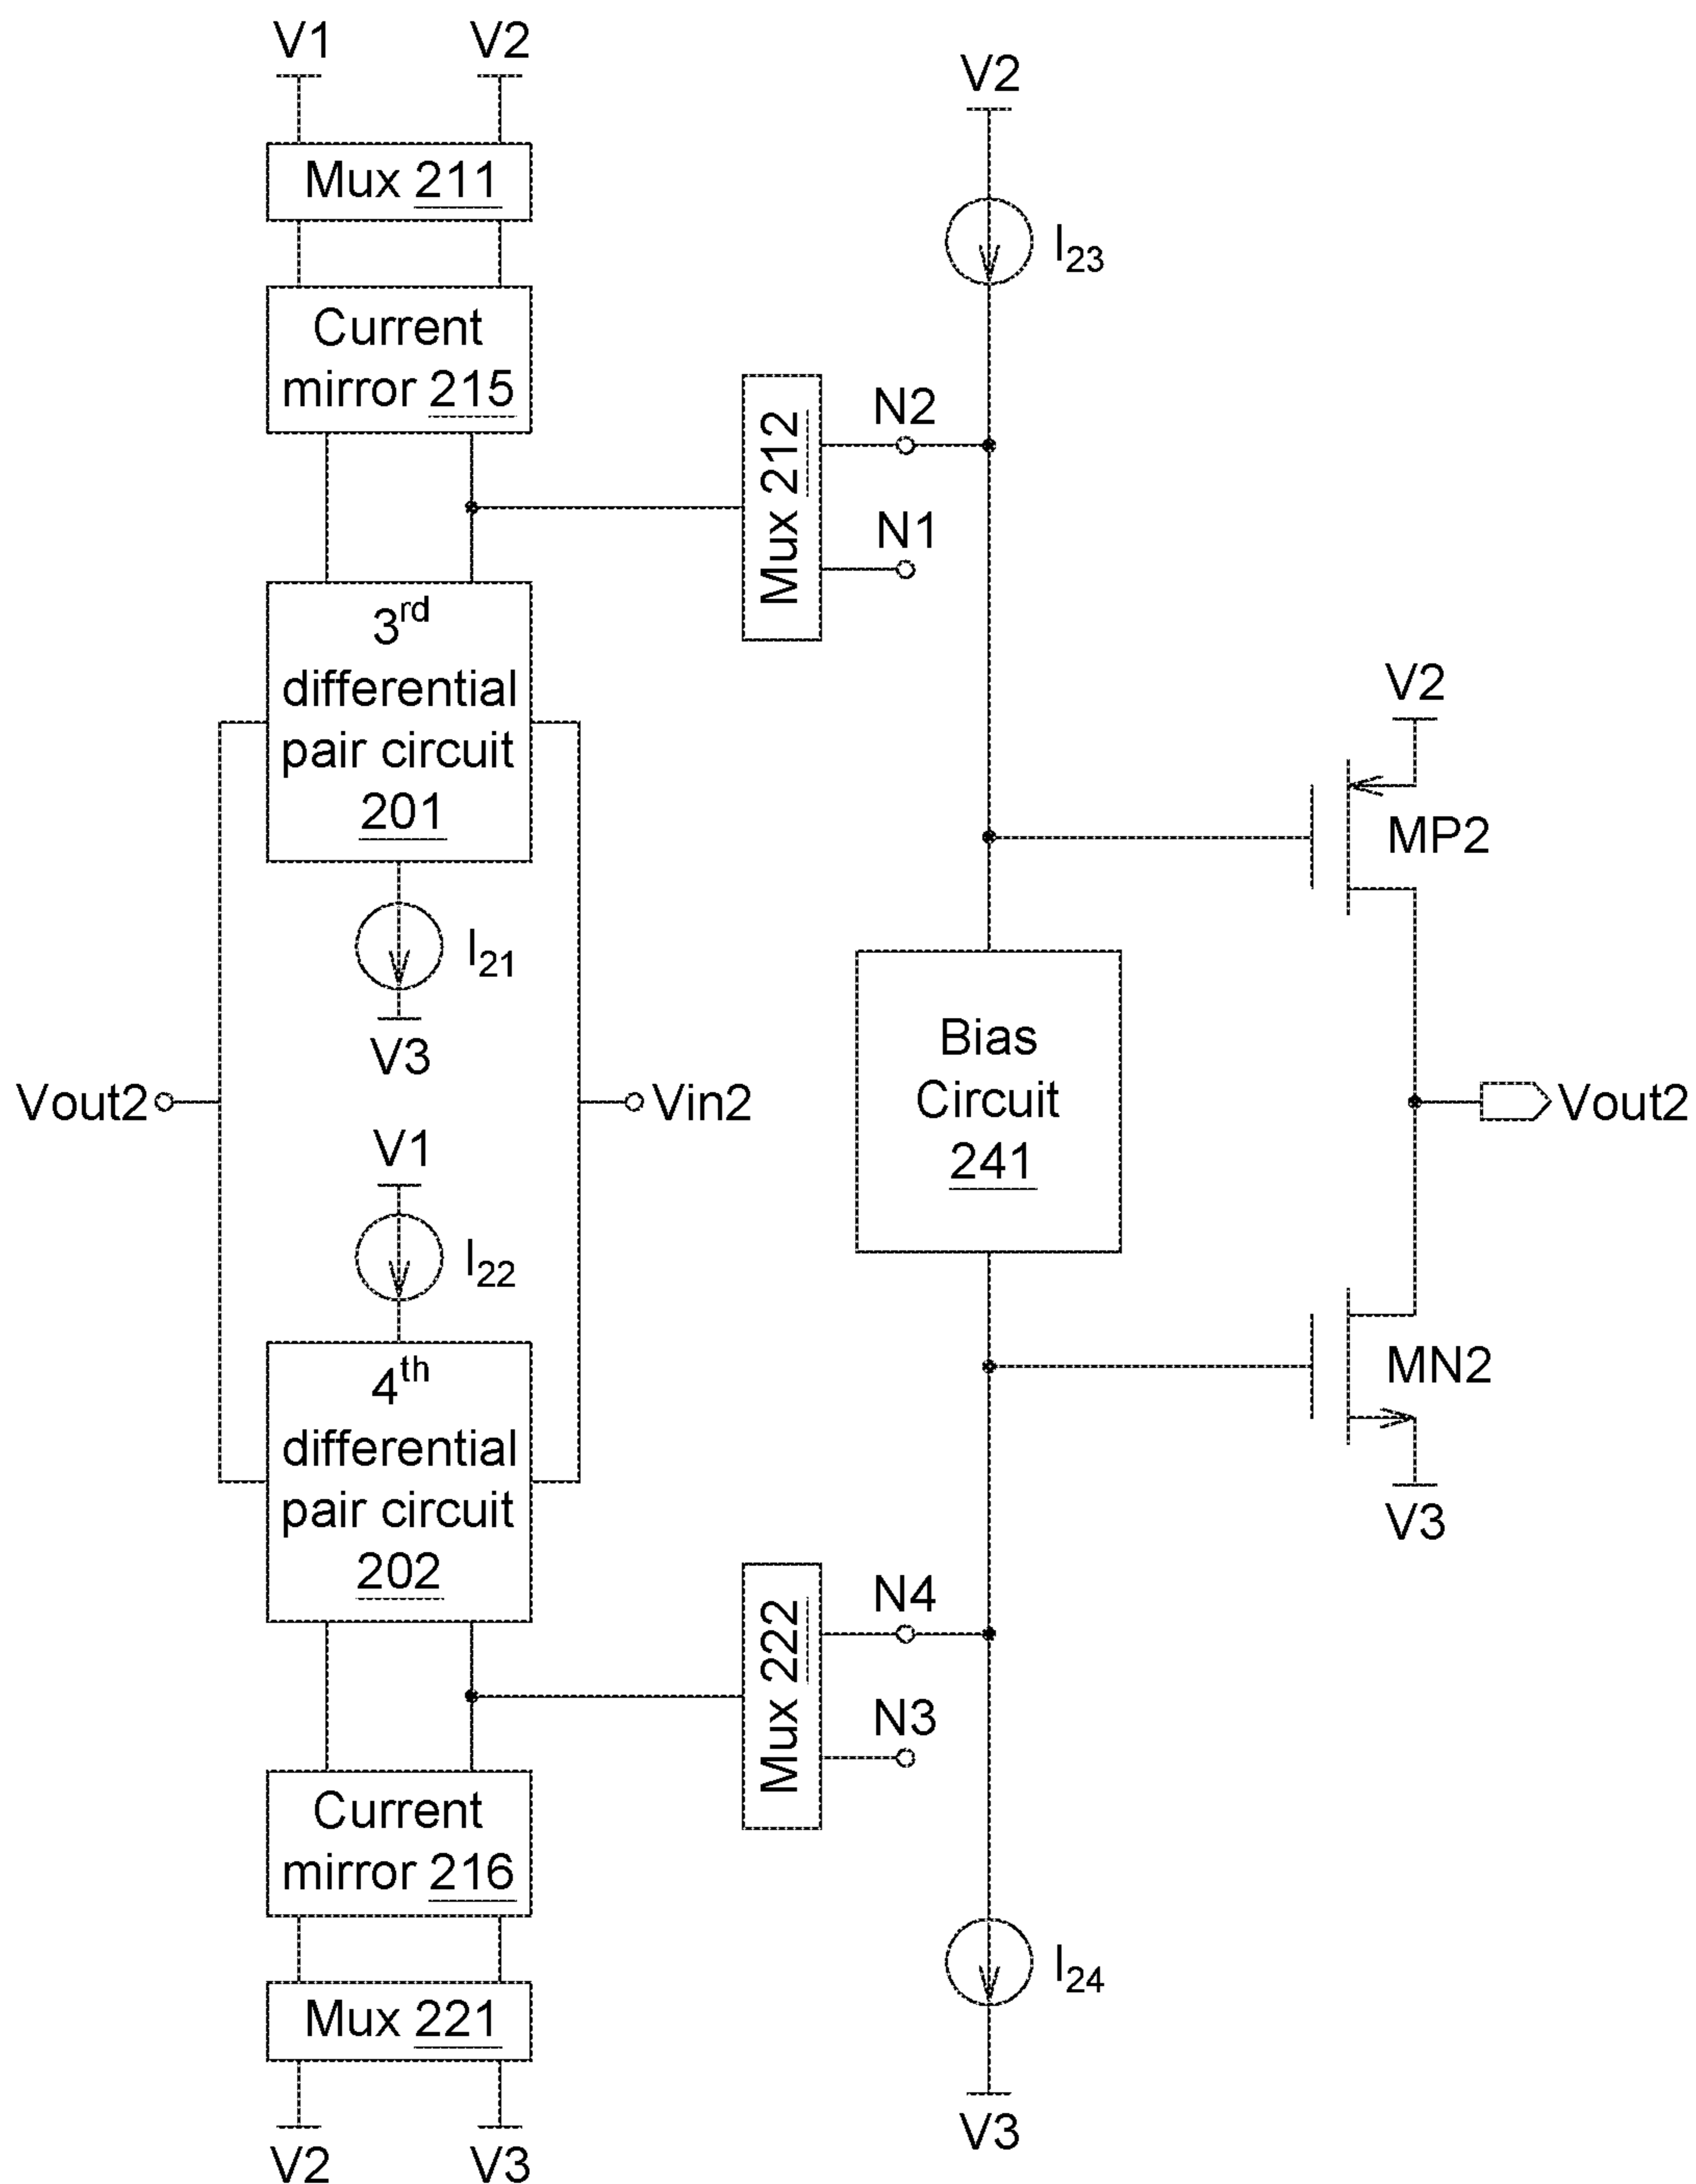 V1
V2
V2
Mux 211
I23
Current
mirror 215
N2
Mux 212
N1
3rd
differential
pair circuit
201
V2
MP2
I21
V3
Bias
Circuit
241
Vout2
Vin2
Vout2
V1
I22
4th
differential
pair circuit
202
MN2
V3
N4
Mux 222
N3
Current
mirror 216
I24
Mux 221
V3
V2
V3